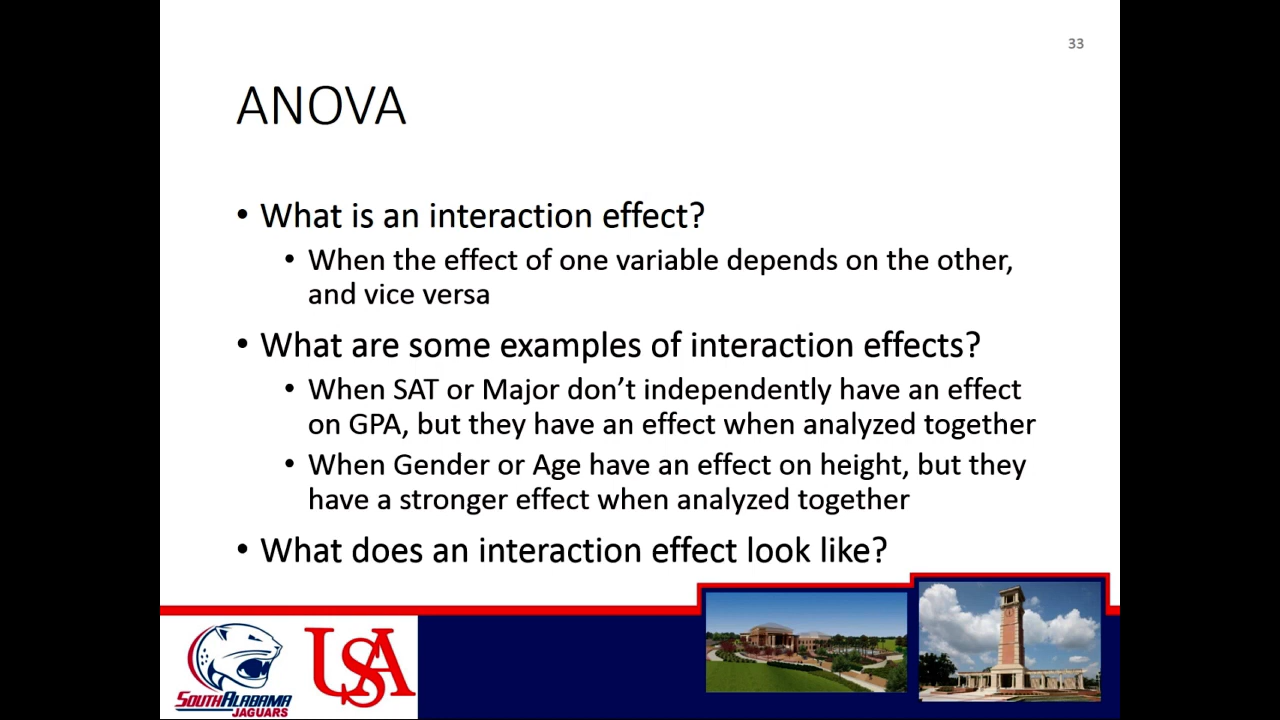 33
ANOVA
• What is an interaction effect?
• When the effect of one variable depends on the other,
and vice versa
• What are some examples of interaction effects?
• When SAT or Major don’t independently have an effect
on GPA, but they have an effect when analyzed together
• When Gender or Age have an effect on height, but they
have a stronger effect when analyzed together
• What does an interaction effect look like?
SOUTH ALABAMA
JAGUARS
USA